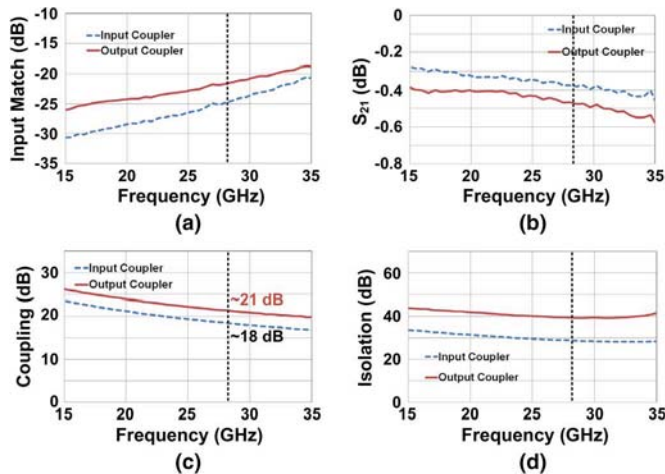 -10
-15
-20
-25
-30
-35
Input Match (dB)
Input Coupler
Output Coupler
15 20 25 30 35
Frequency (GHz)
(a)
0
-0.2
-0.4
-0.6
-0.8
S21 (dB)
Input Coupler
Output Coupler
15 20 25 30 35
Frequency (GHz)
(b)
30
20
10
0
Coupling (dB)
Input Coupler
Output Coupler
~21 dB
~18 dB
15 20 25 30 35
Frequency (GHz)
(c)
60
40
20
0
Isolation (dB)
Input Coupler
Output Coupler
15 20 25 30 35
Frequency (GHz)
(d)